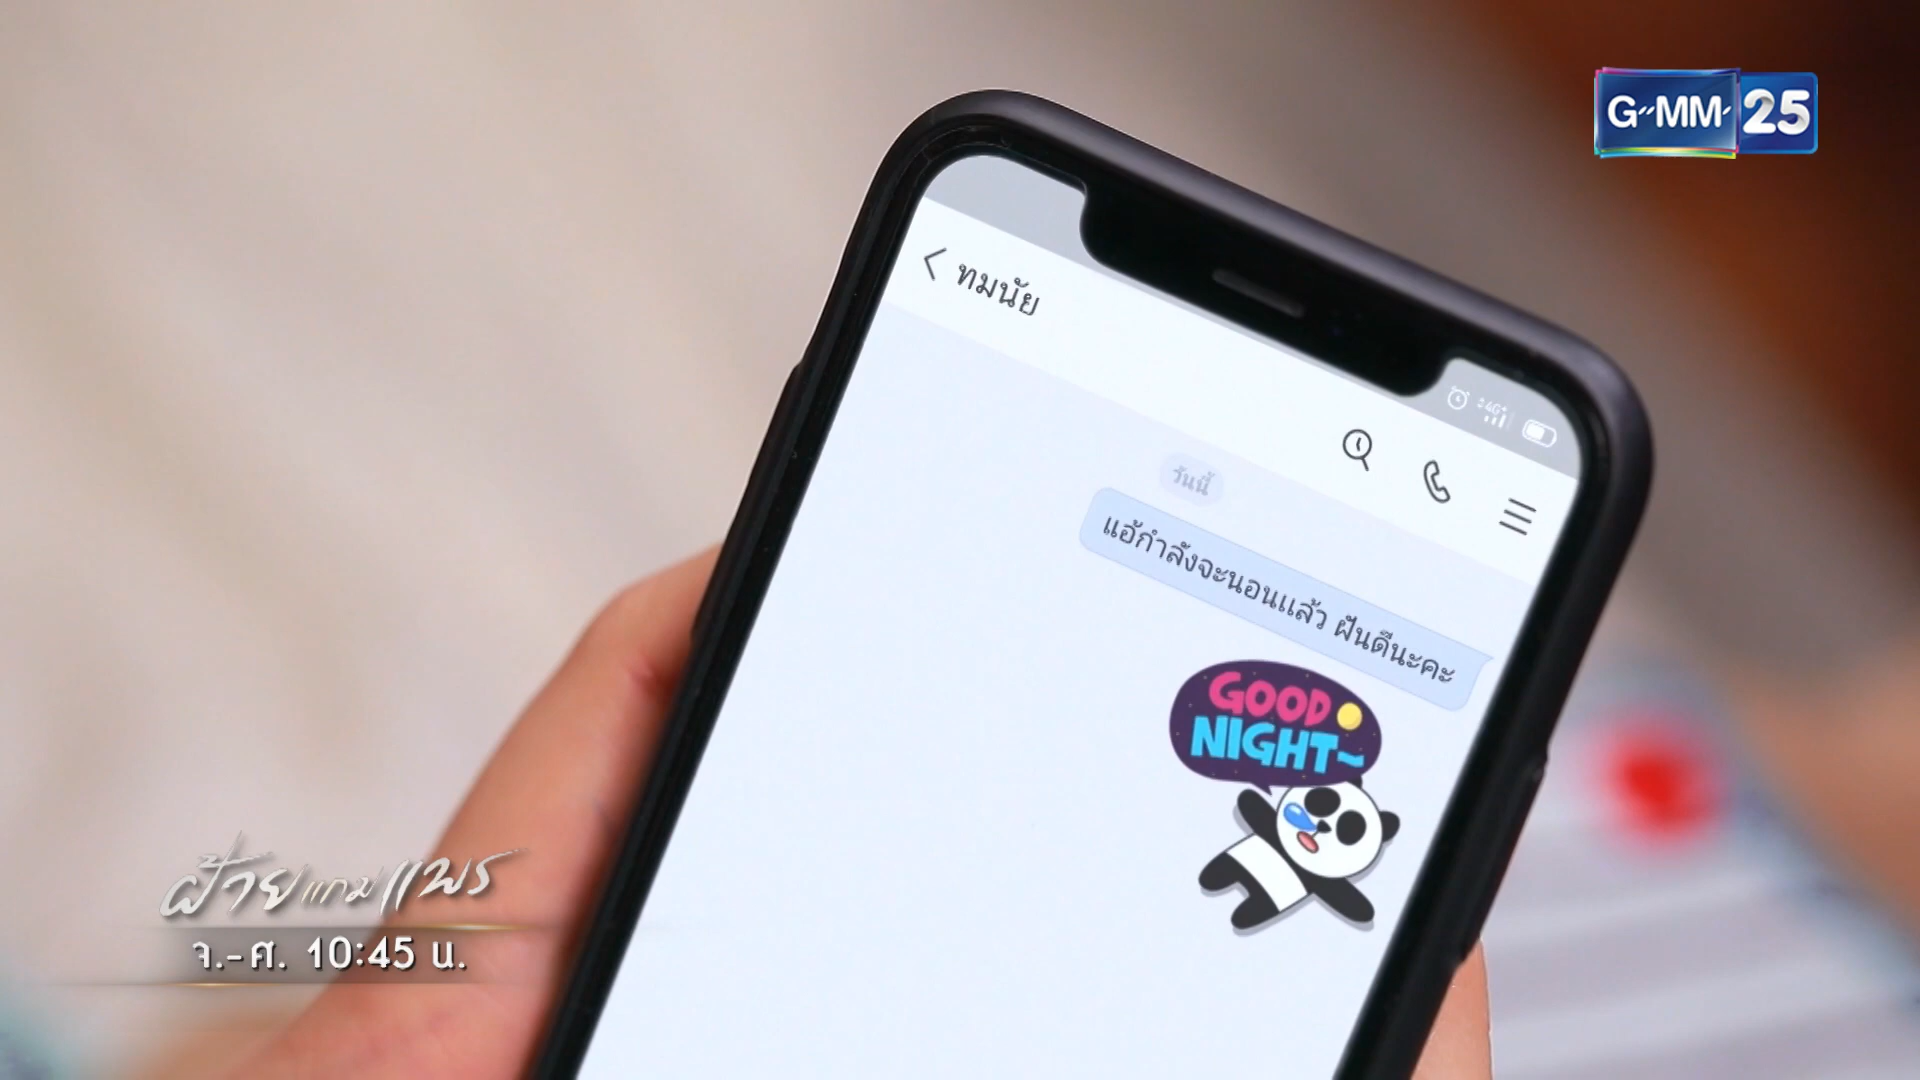 G-MM- 25
ทมนัย
4G+
วันนี้
แอ้กำลังจะนอนแล้ว ฝันดีนะคะ
GOOD
NIGHT~
ฝ้ายแกมแพร
จ.-ศ. 10:45 น.